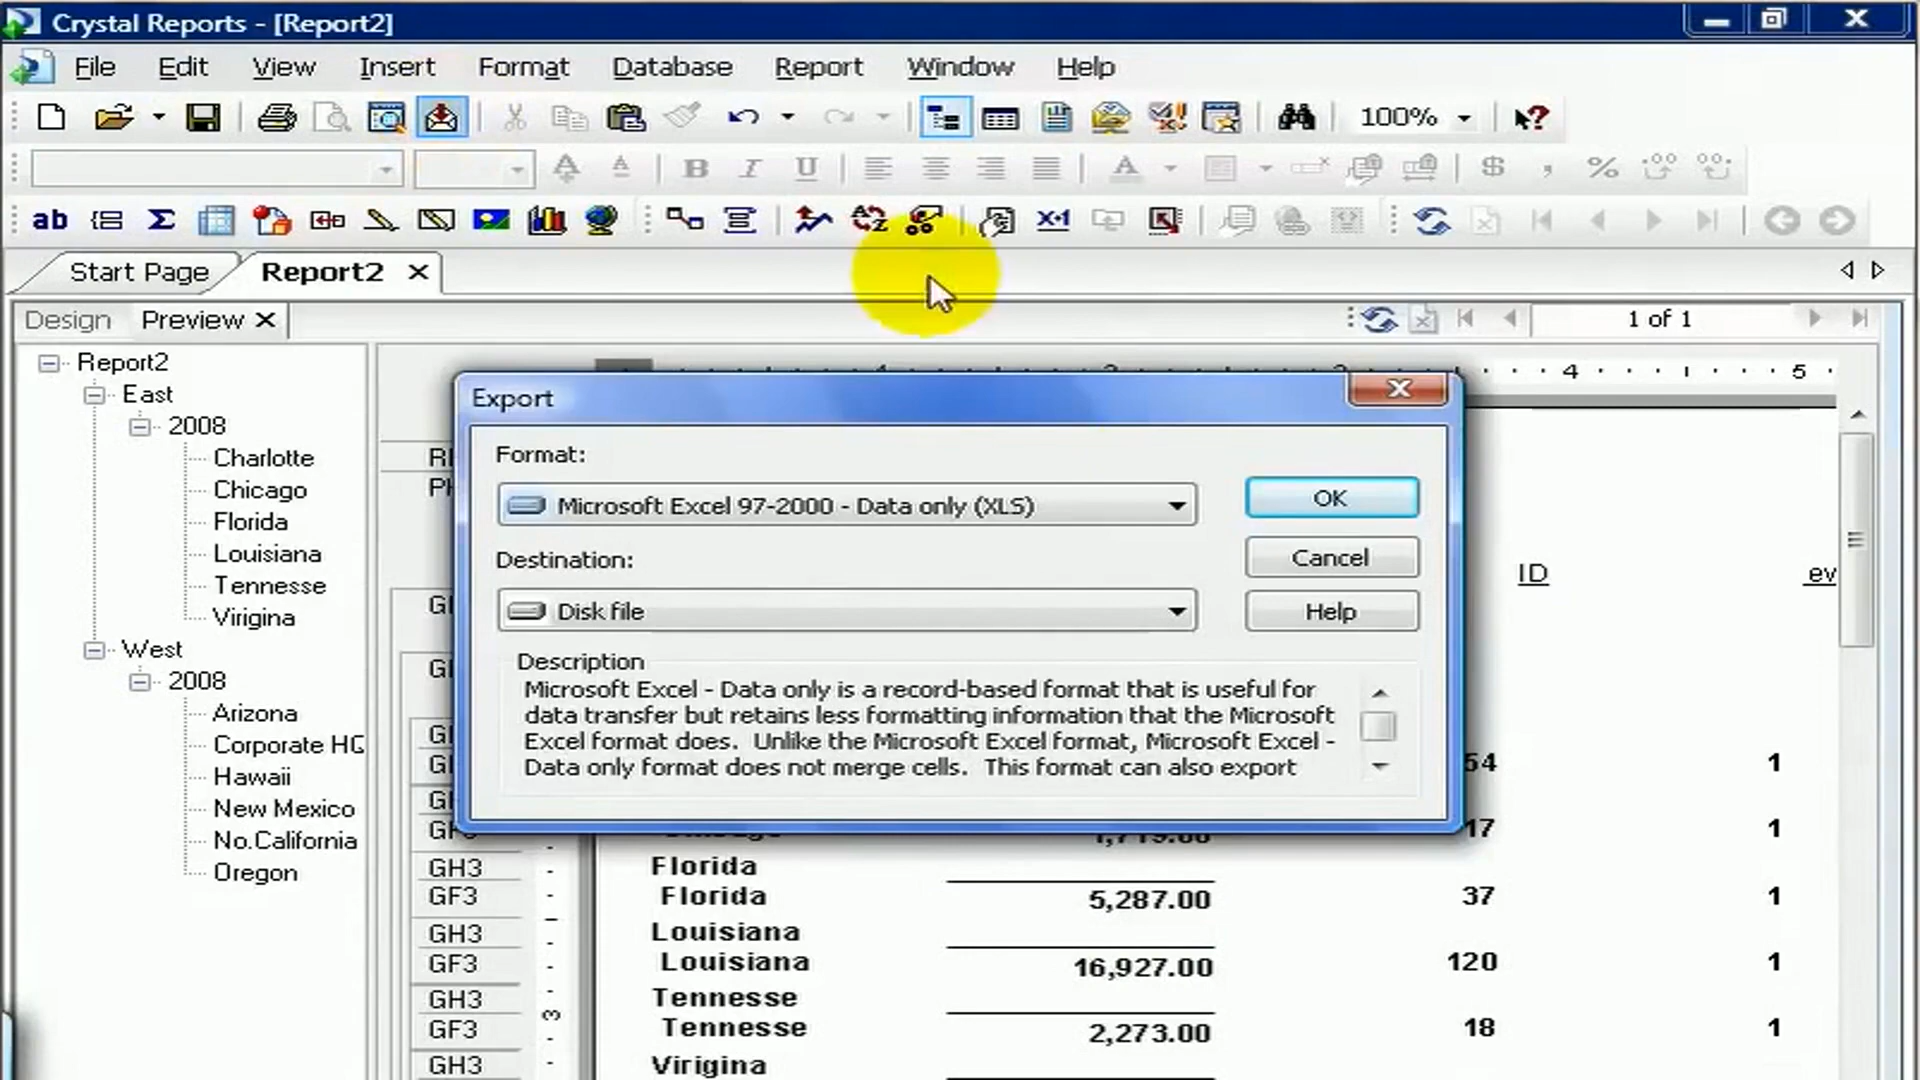 Crystal Reports - [Report2]
File Edit View Insert Format Database Report Window Help
100%
B I U A $ , %
ab Σ X+1
Start Page Report2
Design Preview 1 of 1
Report2
East
2008
Charlotte
Chicago
Florida
Louisiana
Tennesse
Virigina
West
2008
Arizona
Corporate HQ
Hawaii
New Mexico
No.California
Oregon
4 5
Export
Format:
Microsoft Excel 97-2000 - Data only (XLS)
OK
Destination:
Cancel
Disk file
Help
Description
Microsoft Excel - Data only is a record-based format that is useful for
data transfer but retains less formatting information that the Microsoft
Excel format does. Unlike the Microsoft Excel format, Microsoft Excel -
Data only format does not merge cells. This format can also export
ID ev
54 1
17 1
GH3 Florida
GF3 Florida 5,287.00 37 1
GH3 Louisiana
GF3 Louisiana 16,927.00 120 1
GH3 Tennesse
GF3 Tennesse 2,273.00 18 1
GH3 Virigina
3